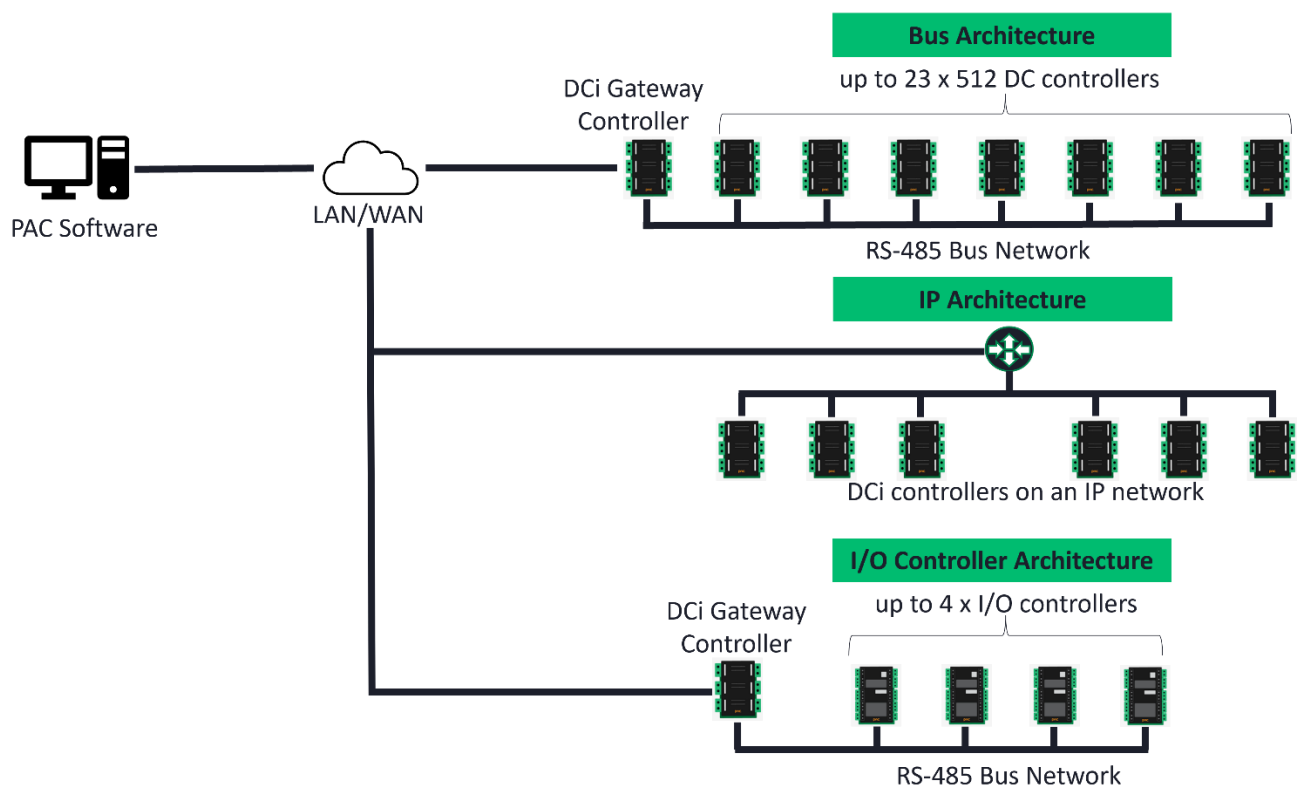 Bus Architecture
up to 23 x 512 DC controllers
DCi Gateway
Controller
PAC Software
LAN/WAN
RS-485 Bus Network
IP Architecture
DCi controllers on an IP network
I/O Controller Architecture
up to 4 x I/O controllers
DCi Gateway
Controller
RS-485 Bus Network